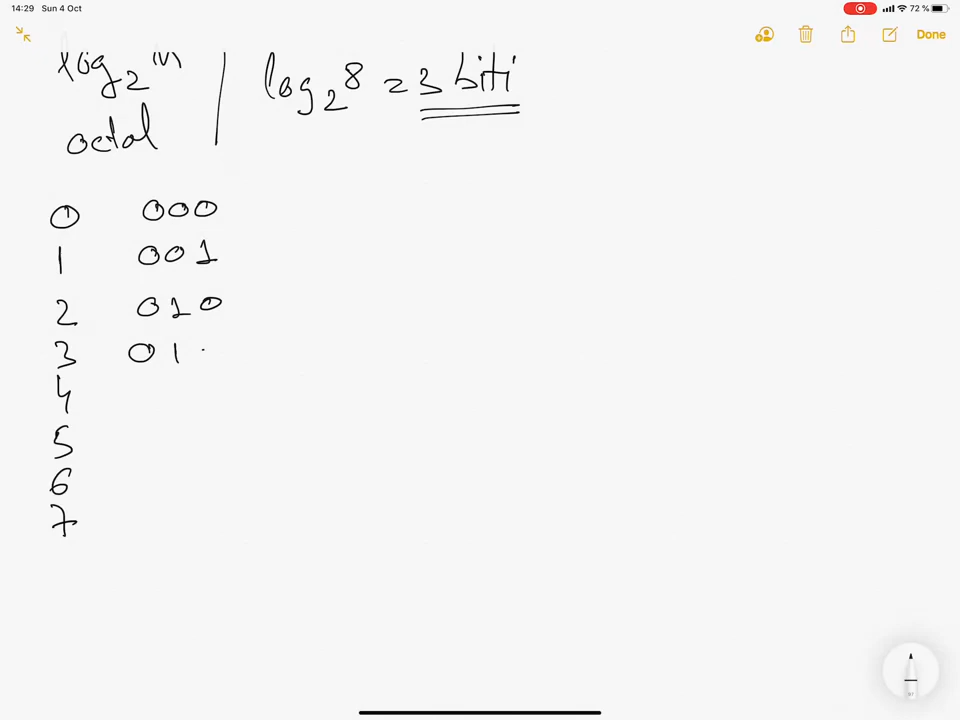 14:29 Sun 4 Oct 72 %
Done
log₂ | log₂ 8 = 3 biti
octal
0 000
1 001
2 010
3 01
4
5
6
7